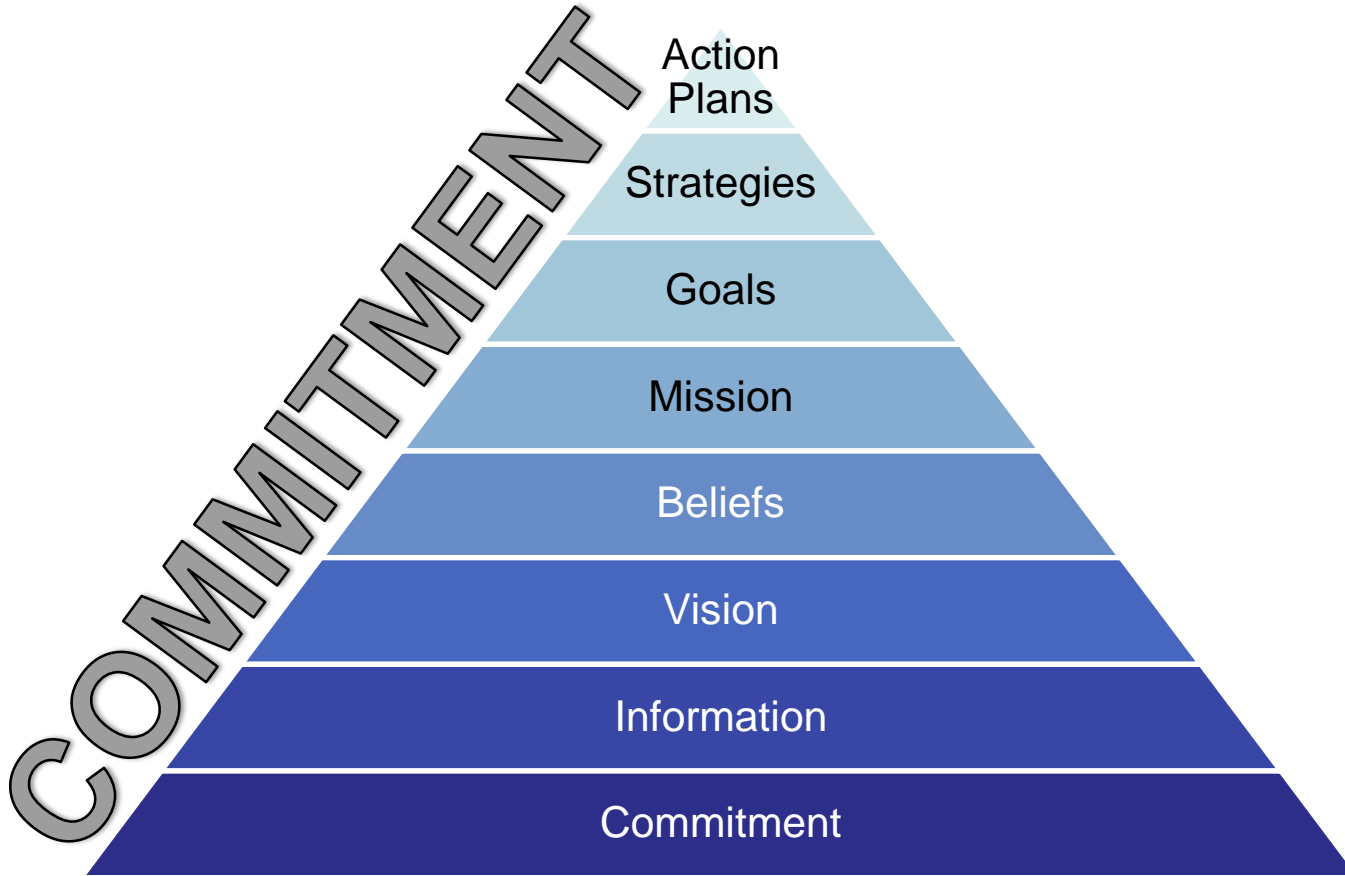 COMMITMENT
Action
Plans
Strategies
Goals
Mission
Beliefs
Vision
Information
Commitment